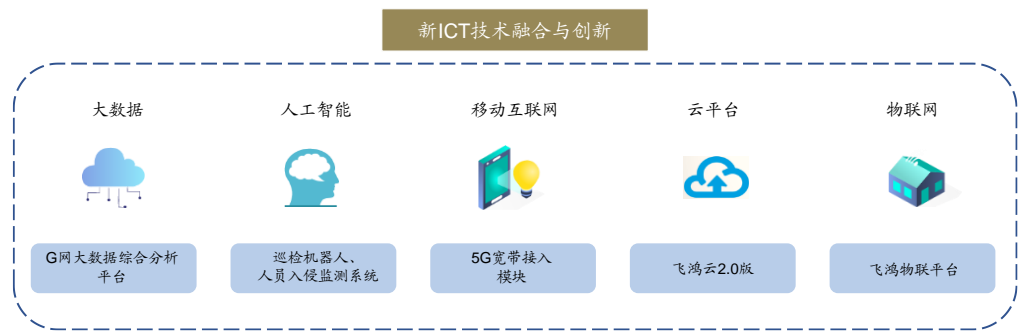 新ICT技术融合与创新
大数据
人工智能
移动互联网
云平台
物联网
G网大数据综合分析
平台
巡检机器人、
人员入侵监测系统
5G宽带接入
模块
飞鸿云2.0版
飞鸿物联平台